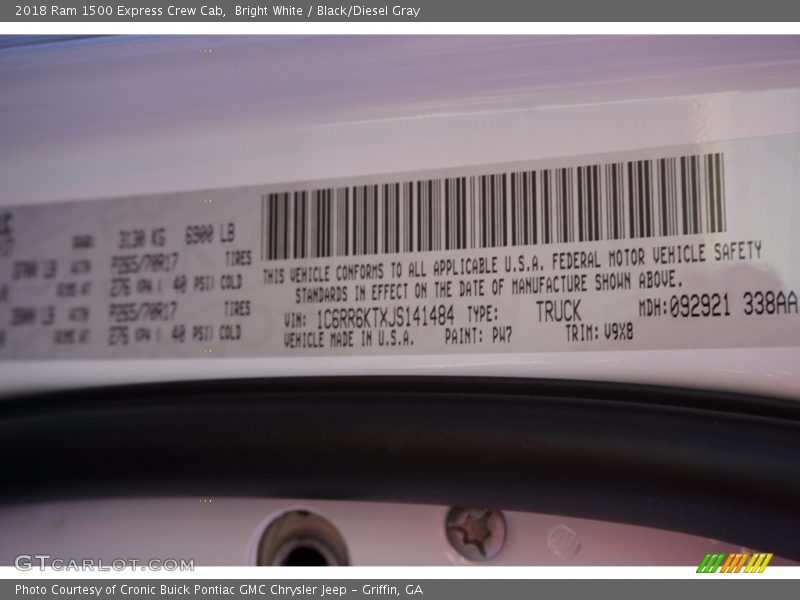 2018 Ram 1500 Express Crew Cab, Bright White / Black/Diesel Gray
3130 KG 6900 LB
P265/70R17 TIRES
276 KPA ( 40 PSI) COLD
P265/70R17 TIRES
276 KPA ( 40 PSI) COLD
THIS VEHICLE CONFORMS TO ALL APPLICABLE U.S.A. FEDERAL MOTOR VEHICLE SAFETY
STANDARDS IN EFFECT ON THE DATE OF MANUFACTURE SHOWN ABOVE.
VIN: 1C6RR6KTXJS141484 TYPE: TRUCK MDH: 092921 338AA
VEHICLE MADE IN U.S.A. PAINT: PW7 TRIM: V9X8
GTCARLOT.COM
Photo Courtesy of Cronic Buick Pontiac GMC Chrysler Jeep - Griffin, GA